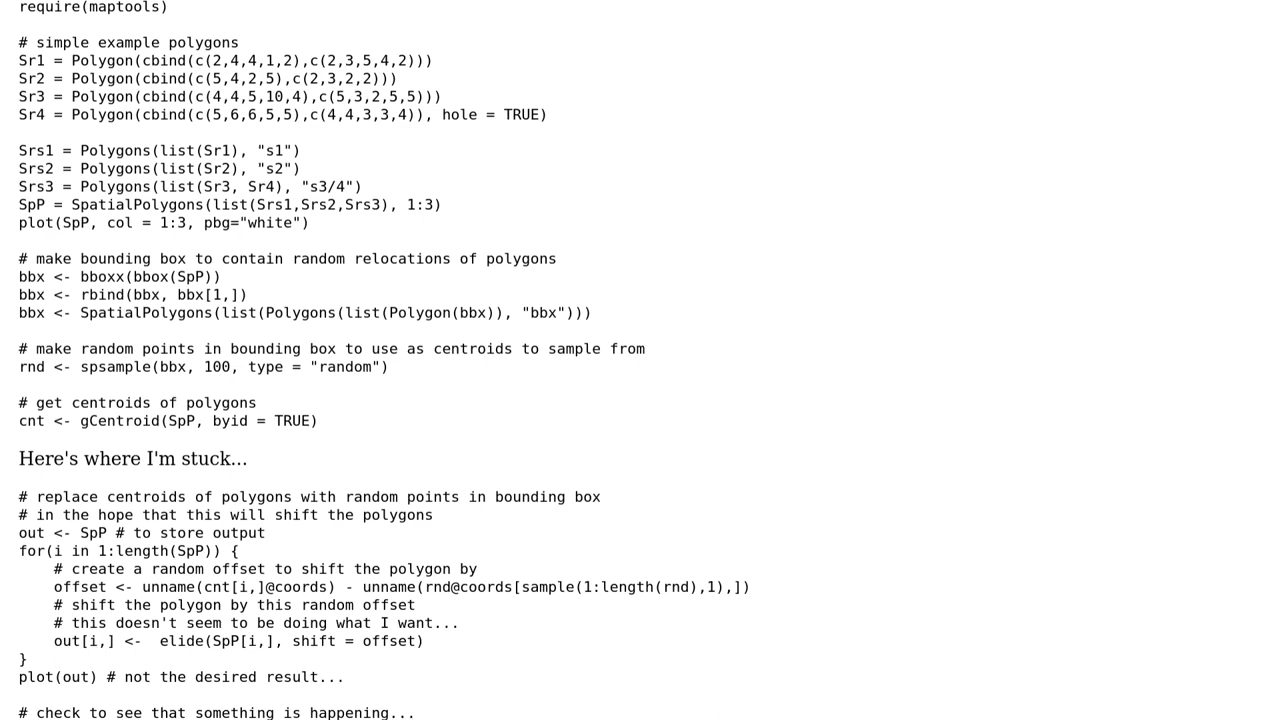 require(maptools)
# simple example polygons
Sr1 = Polygon(cbind(c(2,4,4,1,2),c(2,3,5,4,2)))
Sr2 = Polygon(cbind(c(5,4,2,5),c(2,3,2,2)))
Sr3 = Polygon(cbind(c(4,4,5,10,4),c(5,3,2,5,5)))
Sr4 = Polygon(cbind(c(5,6,6,5,5),c(4,4,3,3,4)), hole = TRUE)
Srs1 = Polygons(list(Sr1), "s1")
Srs2 = Polygons(list(Sr2), "s2")
Srs3 = Polygons(list(Sr3, Sr4), "s3/4")
SpP = SpatialPolygons(list(Srs1,Srs2,Srs3), 1:3)
plot(SpP, col = 1:3, pbg="white")
# make bounding box to contain random relocations of polygons
bbx <- bboxx(bbox(SpP))
bbx <- rbind(bbx, bbx[1,])
bbx <- SpatialPolygons(list(Polygons(list(Polygon(bbx)), "bbx")))
# make random points in bounding box to use as centroids to sample from
rnd <- spsample(bbx, 100, type = "random")
# get centroids of polygons
cnt <- gCentroid(SpP, byid = TRUE)
Here's where I'm stuck...
# replace centroids of polygons with random points in bounding box
# in the hope that this will shift the polygons
out <- SpP # to store output
for(i in 1:length(SpP)) {
    # create a random offset to shift the polygon by
    offset <- unname(cnt[i,]@coords) - unname(rnd@coords[sample(1:length(rnd),1),])
    # shift the polygon by this random offset
    # this doesn't seem to be doing what I want...
    out[i,] <-  elide(SpP[i,], shift = offset)
}
plot(out) # not the desired result...
# check to see that something is happening...